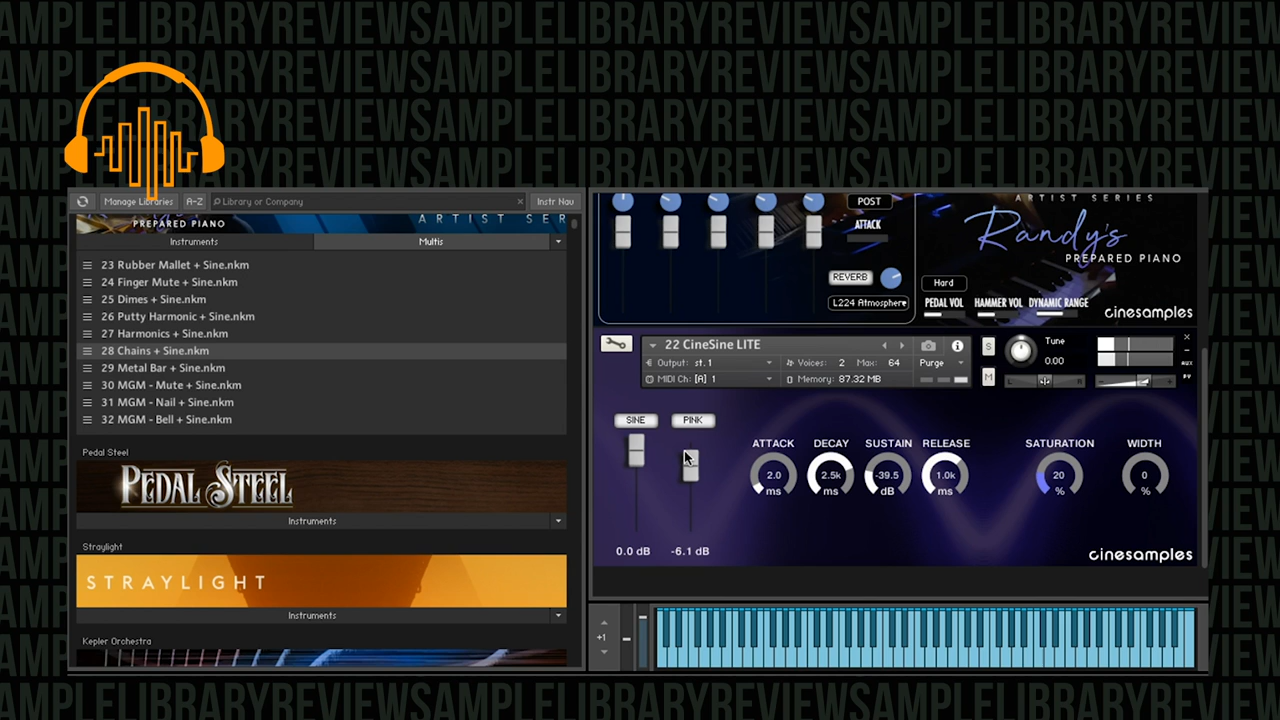 AMPLELIBRARYREVIEWSAMPLELIBRARYREVIEWSAMPLELIBRARYREVIEWSAMPLELIBRARYREVIEW
Manage Libraries
A-Z
Library or Company
×
Instr Nav
PREPARED PIANO
ARTIST SER
Instruments
Multis
23 Rubber Mallet + Sine.nkm
24 Finger Mute + Sine.nkm
25 Dimes + Sine.nkm
26 Putty Harmonic + Sine.nkm
27 Harmonics + Sine.nkm
28 Chains + Sine.nkm
29 Metal Bar + Sine.nkm
30 MGM - Mute + Sine.nkm
31 MGM - Nail + Sine.nkm
32 MGM - Bell + Sine.nkm
Pedal Steel
PEDAL STEEL
Instruments
Straylight
STRAYLIGHT
Instruments
Kepler Orchestra
POST
ATTACK
REVERB
L224 Atmosphere
ARTIST SERIES
Randy's
PREPARED PIANO
Hard
PEDAL VOL HAMMER VOL DYNAMIC RANGE
cinesamples
22 CineSine LITE
Output: st. 1
Voices: 2 Max: 64
Purge
MIDI Ch: [A] 1
Memory: 87.32 MB
S
M
Tune
0.00
L R
AUX
PV
SINE PINK
0.0 dB -6.1 dB
ATTACK DECAY SUSTAIN RELEASE SATURATION WIDTH
2.0 2.5k -39.5 1.0k 20 0
ms ms dB ms % %
cinesamples
+1